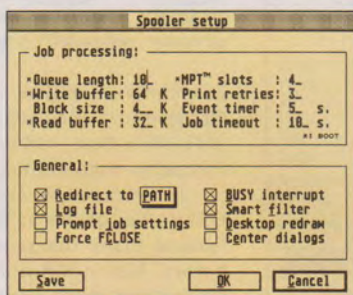 Spooler setup
Job processing:
*Queue length: 10_ *MPT™ slots : 4_
*Write buffer: 64_ K Print retries: 3_
Block size : 4__ K Event timer : 5_ s.
*Read buffer : 32_ K Job timeout : 10_ s.
*: BOOT
General:
Redirect to PATH BUSY interrupt
Log file Smart filter
Prompt job settings Desktop redraw
Force FCLOSE Center dialogs
Save OK Cancel